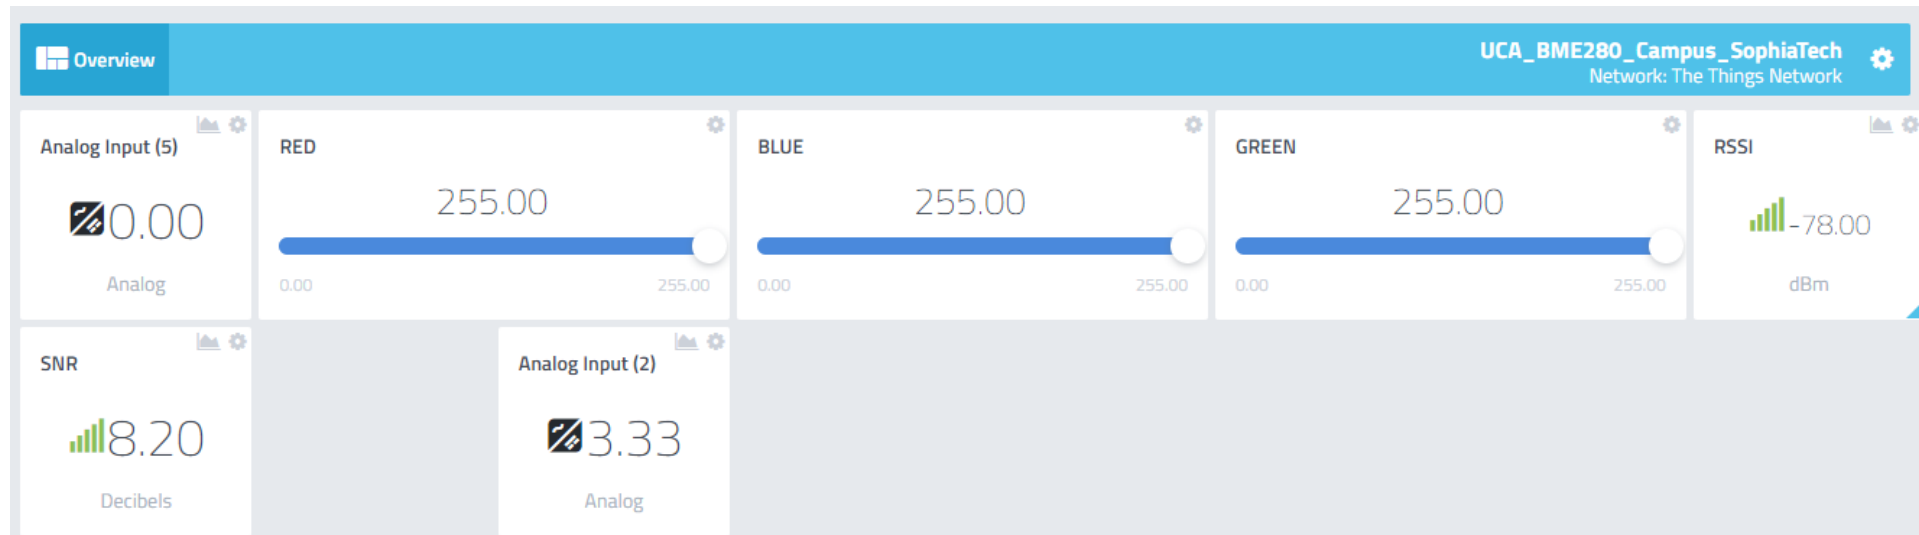 Overview
UCA_BME280_Campus_SophiaTech
Network: The Things Network
Analog Input (5)
0.00
Analog
RED
255.00
0.00 255.00
BLUE
255.00
0.00 255.00
GREEN
255.00
0.00 255.00
RSSI
-78.00
dBm
SNR
8.20
Decibels
Analog Input (2)
3.33
Analog